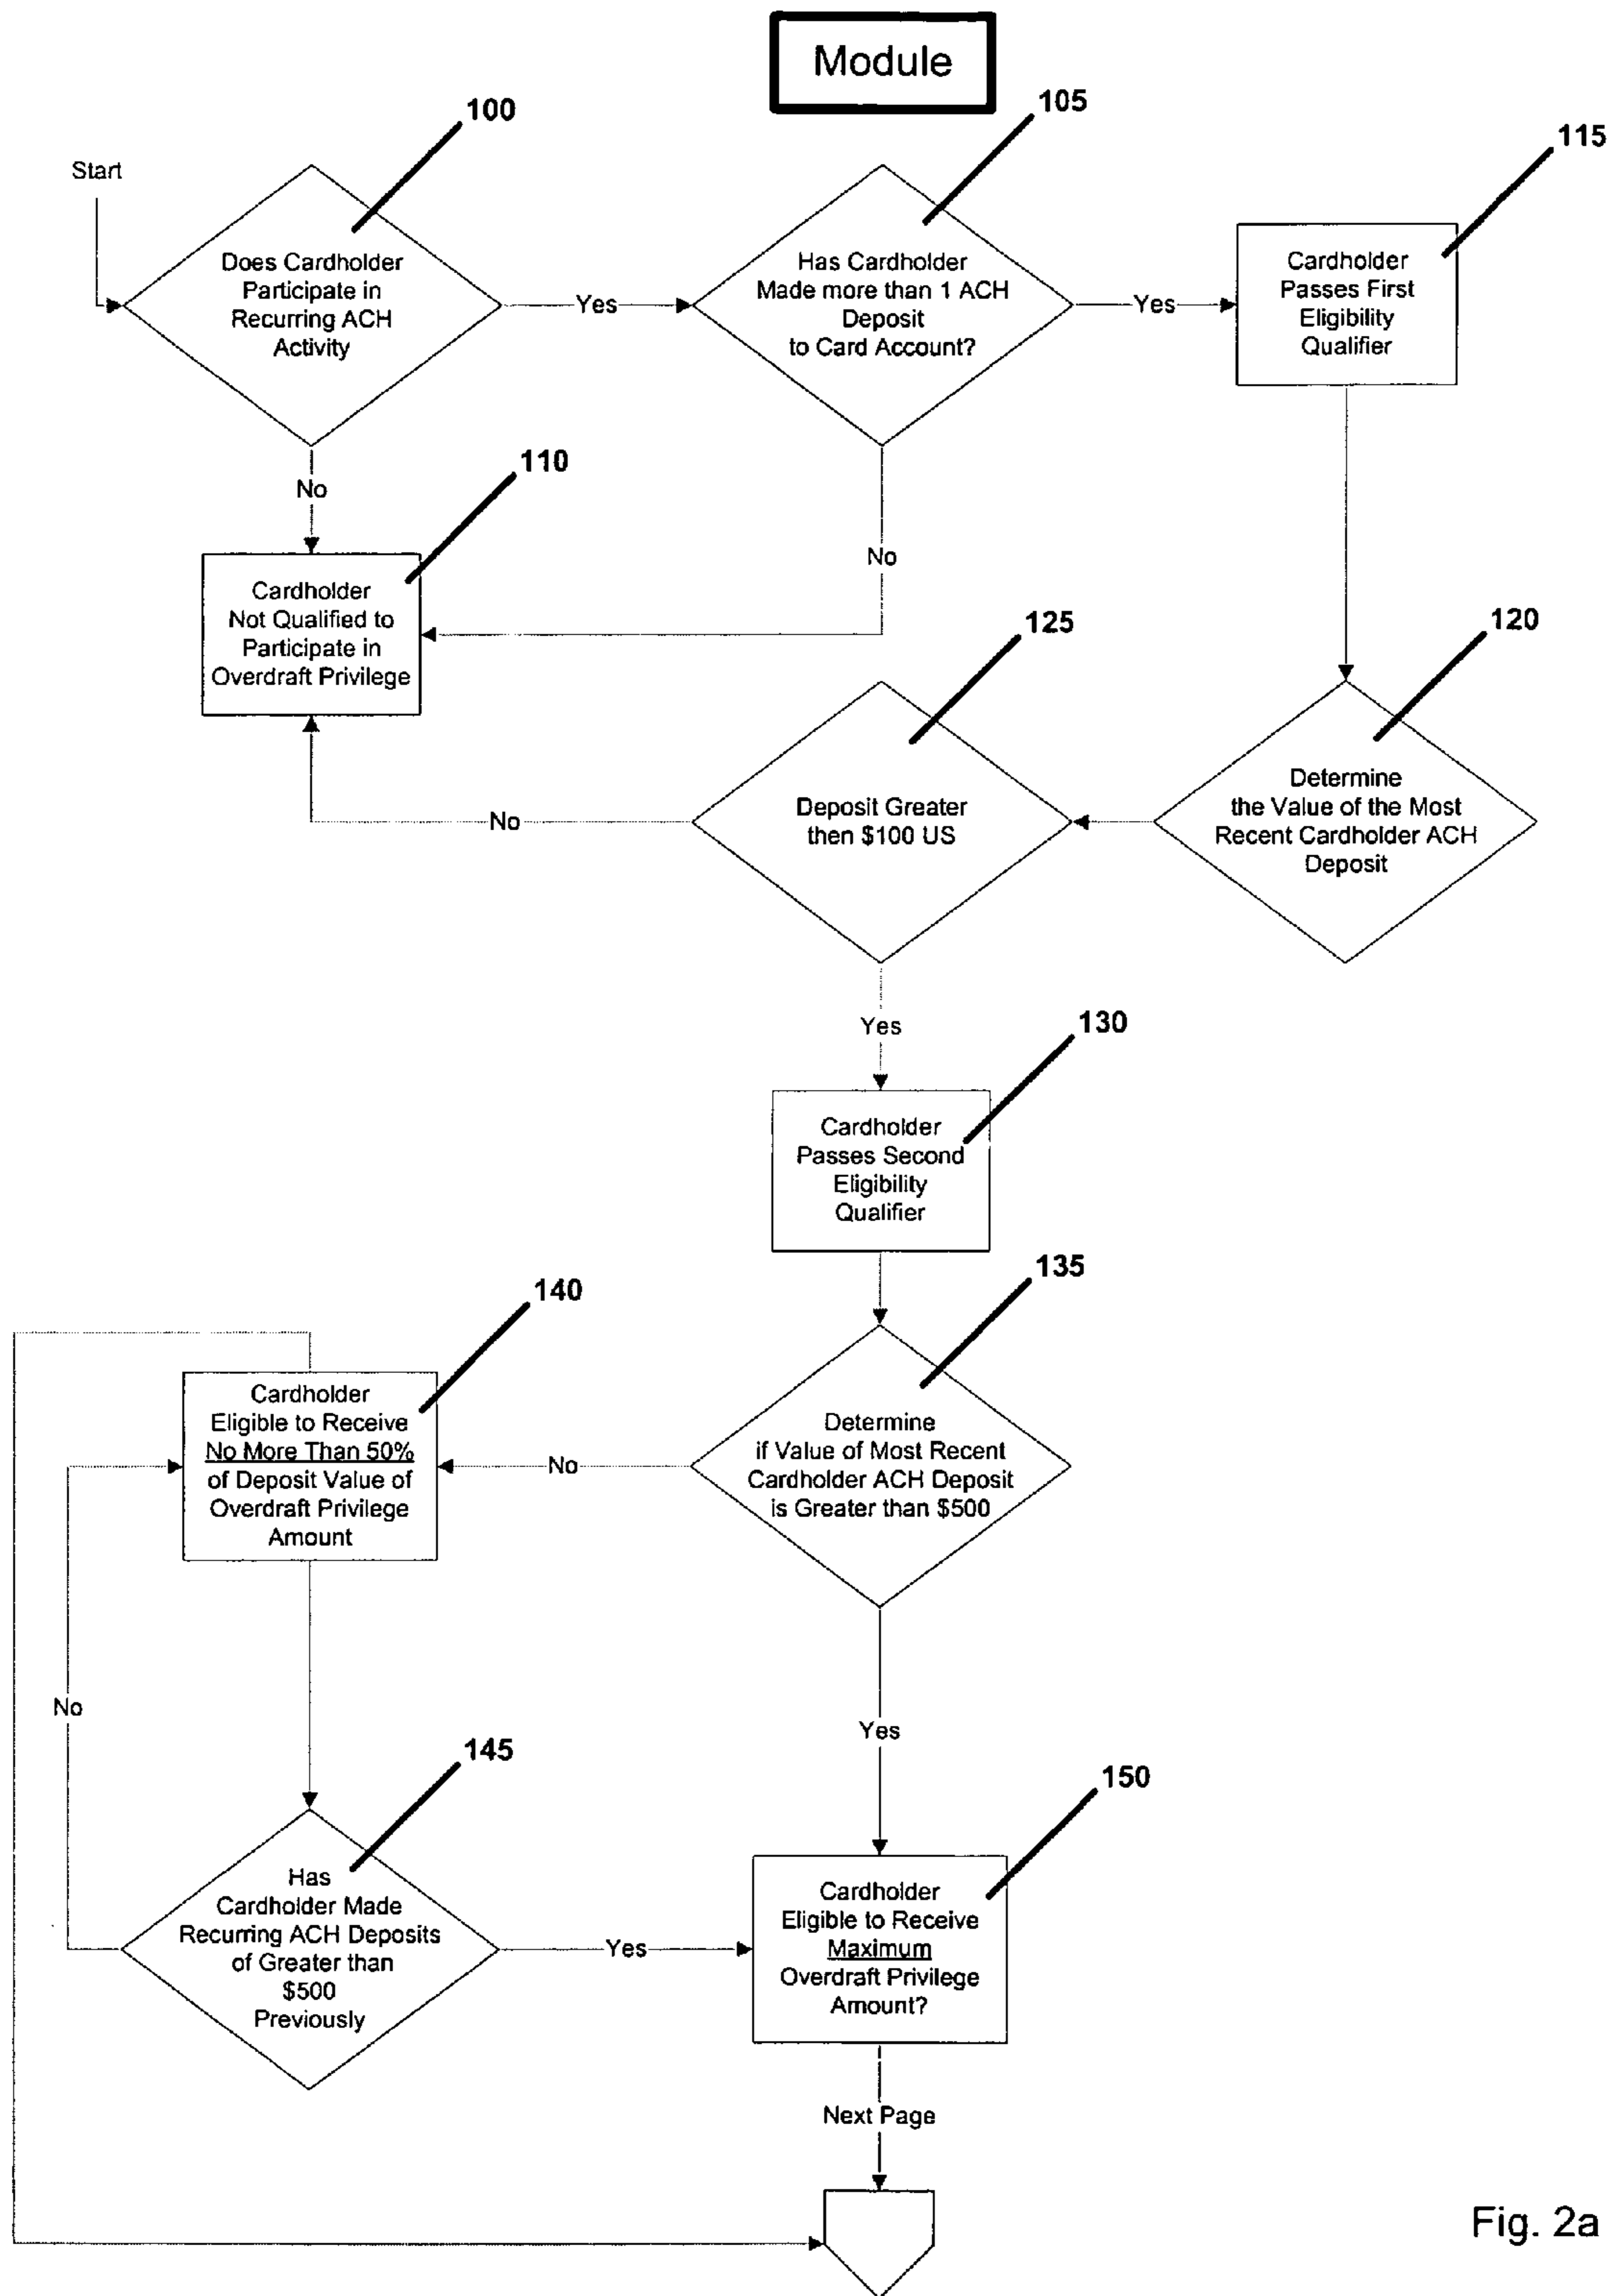 Module
100
105
115
Start
Does Cardholder
Participate in
Recurring ACH
Activity
Yes
Has Cardholder
Made more than 1 ACH
Deposit
to Card Account?
Yes
Cardholder
Passes First
Eligibility
Qualifier
No
110
No
Cardholder
Not Qualified to
Participate in
Overdraft Privilege
125
120
No
Deposit Greater
then $100 US
Determine
the Value of the Most
Recent Cardholder ACH
Deposit
Yes
130
Cardholder
Passes Second
Eligibility
Qualifier
140
135
Cardholder
Eligible to Receive
No More Than 50%
of Deposit Value of
Overdraft Privilege
Amount
No
Determine
if Value of Most Recent
Cardholder ACH Deposit
is Greater than $500
No
Yes
145
150
Has
Cardholder Made
Recurring ACH Deposits
of Greater than
$500
Previously
Yes
Cardholder
Eligible to Receive
Maximum
Overdraft Privilege
Amount?
Next Page
Fig. 2a